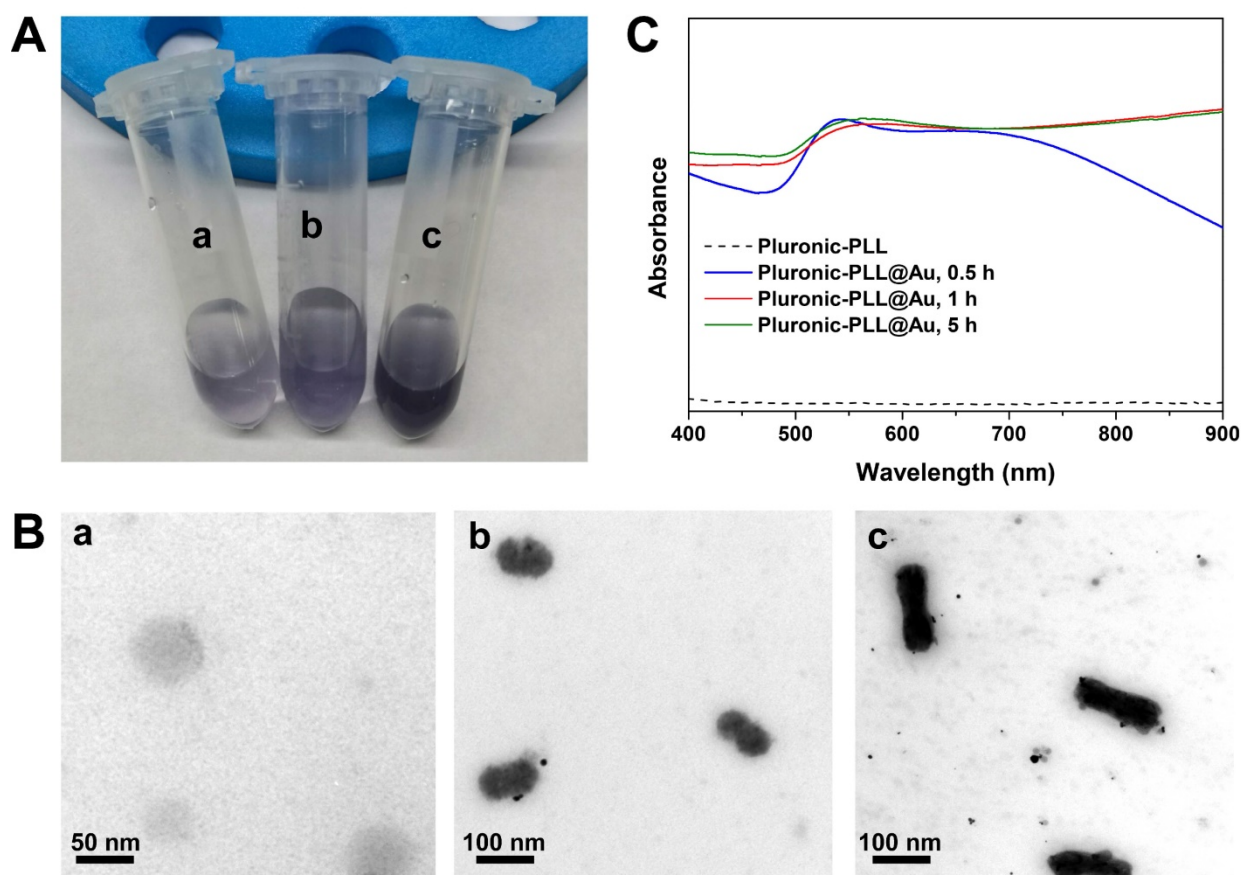 A
a
b
c
C
Absorbance
Pluronic-PLL
Pluronic-PLL@Au, 0.5 h
Pluronic-PLL@Au, 1 h
Pluronic-PLL@Au, 5 h
400 500 600 700 800 900
Wavelength (nm)
B
a
50 nm
b
100 nm
c
100 nm